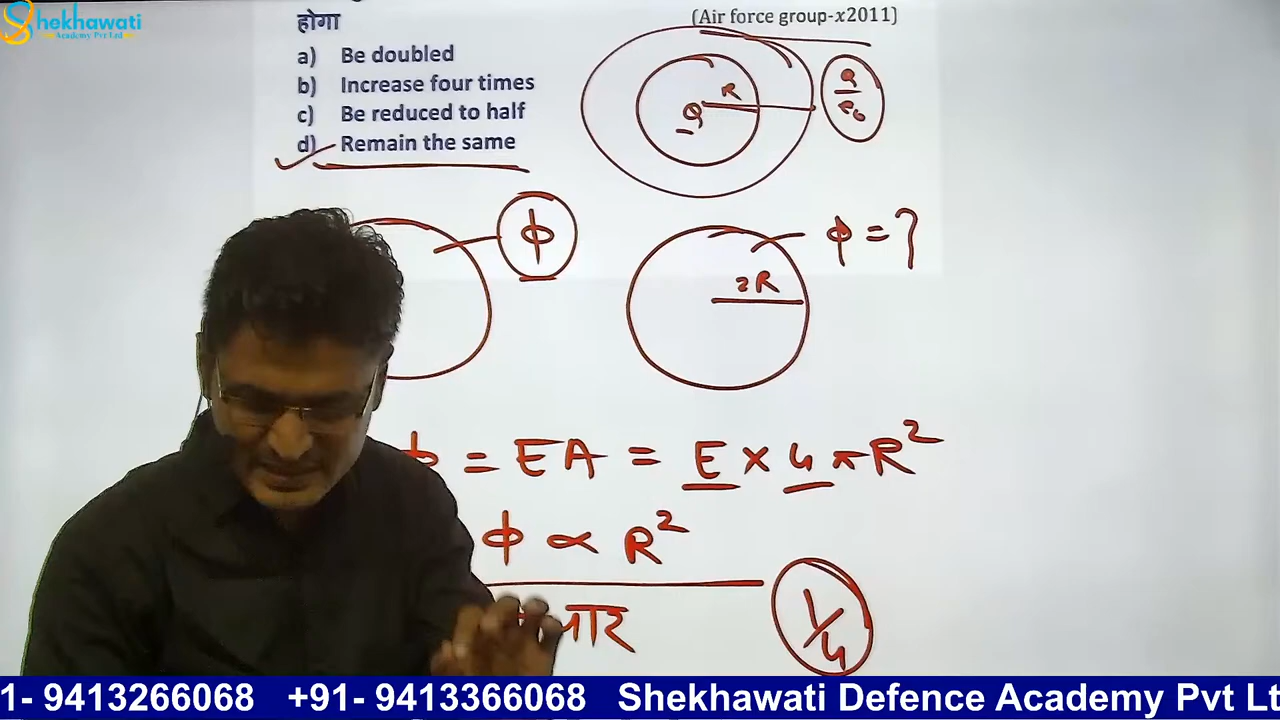 Shekhawati
Academy Pvt Ltd
होगा
(Air force group-x2011)
a) Be doubled
b) Increase four times
c) Be reduced to half
d) Remain the same
R
Q
Q/ε₀
ϕ
2R
ϕ = ?
ϕ = EA = E × 4πR²
ϕ ∝ R²
1/4
1- 9413266068 +91- 9413366068 Shekhawati Defence Academy Pvt Lt